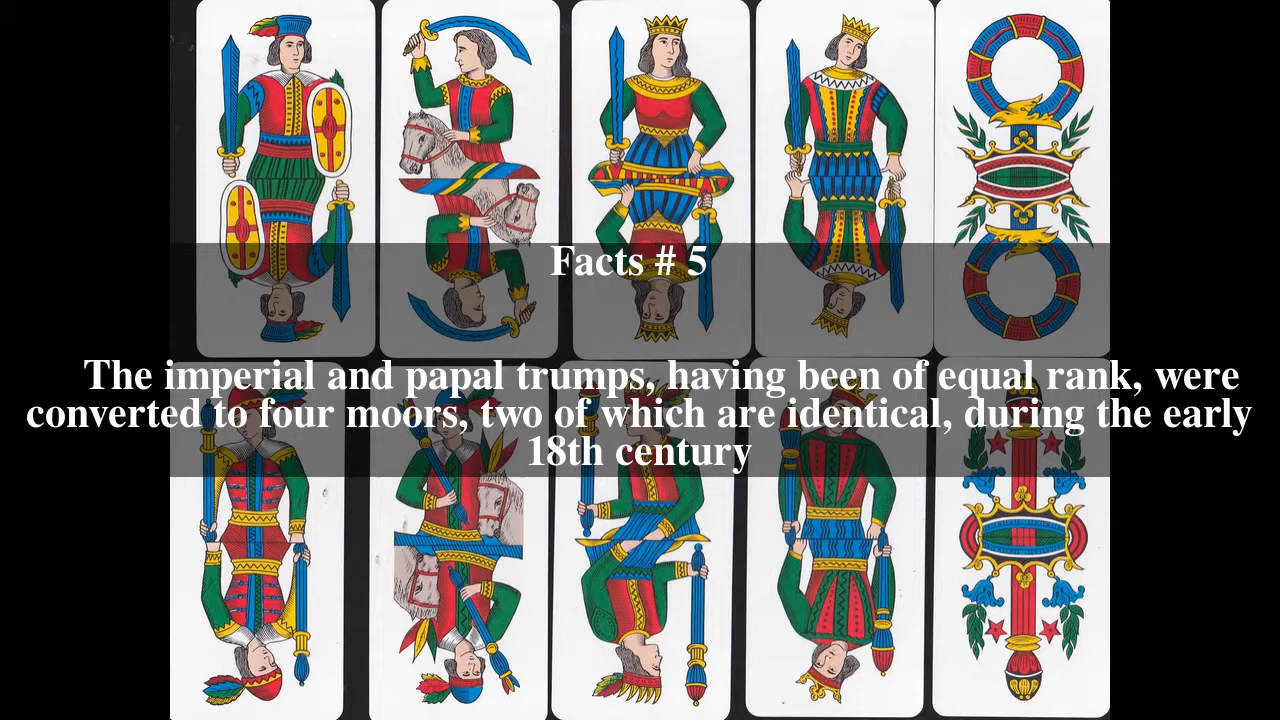 Facts # 5
The imperial and papal trumps, having been of equal rank, were
converted to four moors, two of which are identical, during the early
18th century